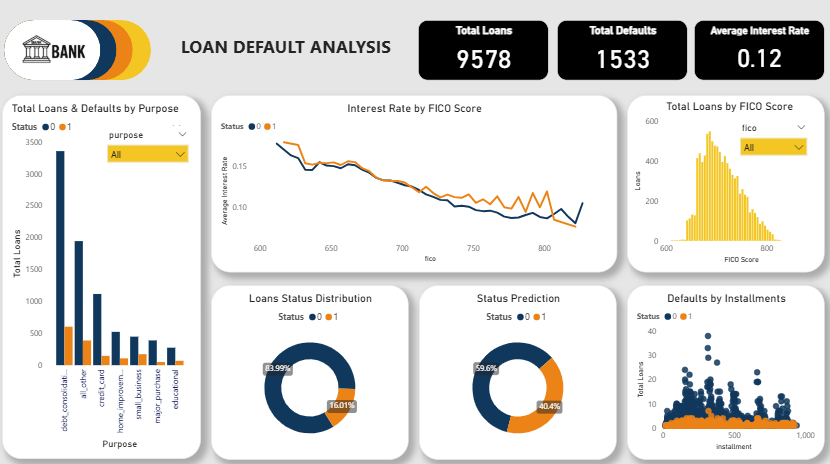 BANK
LOAN DEFAULT ANALYSIS
Total Loans
9578
Total Defaults
1533
Average Interest Rate
0.12
Total Loans & Defaults by Purpose
Status 0 1
purpose
All
3500
3000
2500
2000
1500
1000
500
0
Total Loans
debt_consolidati...
all_other
credit_card
home_improvem...
small_business
major_purchase
educational
Purpose
Interest Rate by FICO Score
Status 0 1
Average Interest Rate
0.15
0.10
600 650 700 750 800
fico
Total Loans by FICO Score
fico
All
600
400
200
0
Loans
600 800
FICO Score
Loans Status Distribution
Status 0 1
83.99%
16.01%
Status Prediction
Status 0 1
59.6%
40.4%
Defaults by Installments
Status 0 1
40
30
20
10
0
Total Loans
0 500 1,000
installment